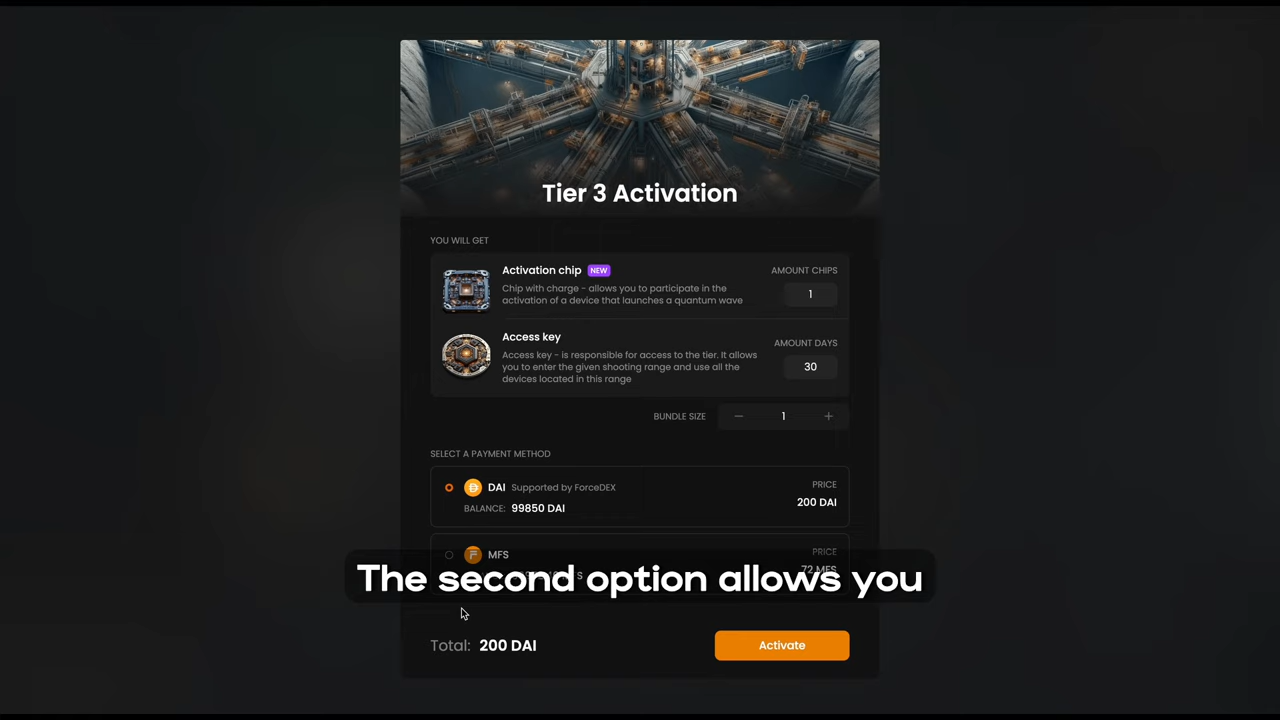 Tier 3 Activation
YOU WILL GET
Activation chip NEW
AMOUNT CHIPS
Chip with charge - allows you to participate in the
activation of a device that launches a quantum wave
1
Access key
AMOUNT DAYS
Access key - is responsible for access to the tier. It allows
you to enter the given shooting range and use all the
devices located in this range
30
BUNDLE SIZE
− 1 +
SELECT A PAYMENT METHOD
DAI Supported by ForceDEX
PRICE
BALANCE: 99850 DAI
200 DAI
MFS
PRICE
72 MFS
The second option allows you
Total: 200 DAI
Activate